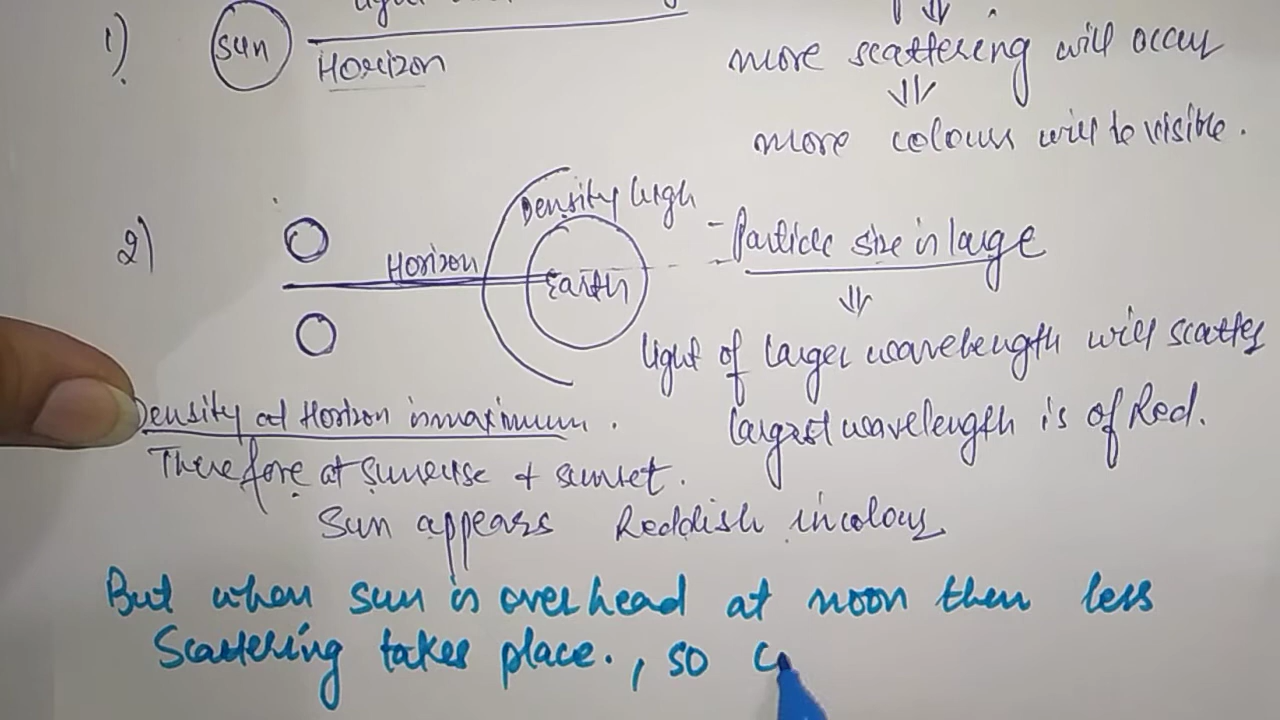 1) Sun
Horizon
more scattering will occur
more colours will be visible.
2) Horizon
Density high
Earth
Particle size is large
light of larger wavelength will scatter
largest wavelength is of Red.
Density at Horizon is maximum.
Therefore at sunrise & sunset.
Sun appears Reddish in colour
But when sun is overhead at noon then less
Scattering takes place., so